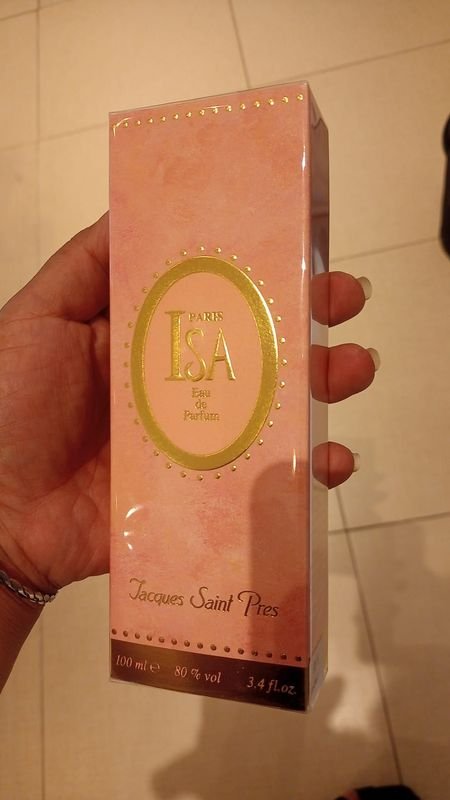 PARIS
ISA
Eau
de
Parfum
Jacques Saint Pres
100 ml ℮ 80 % vol 3.4 fl.oz.